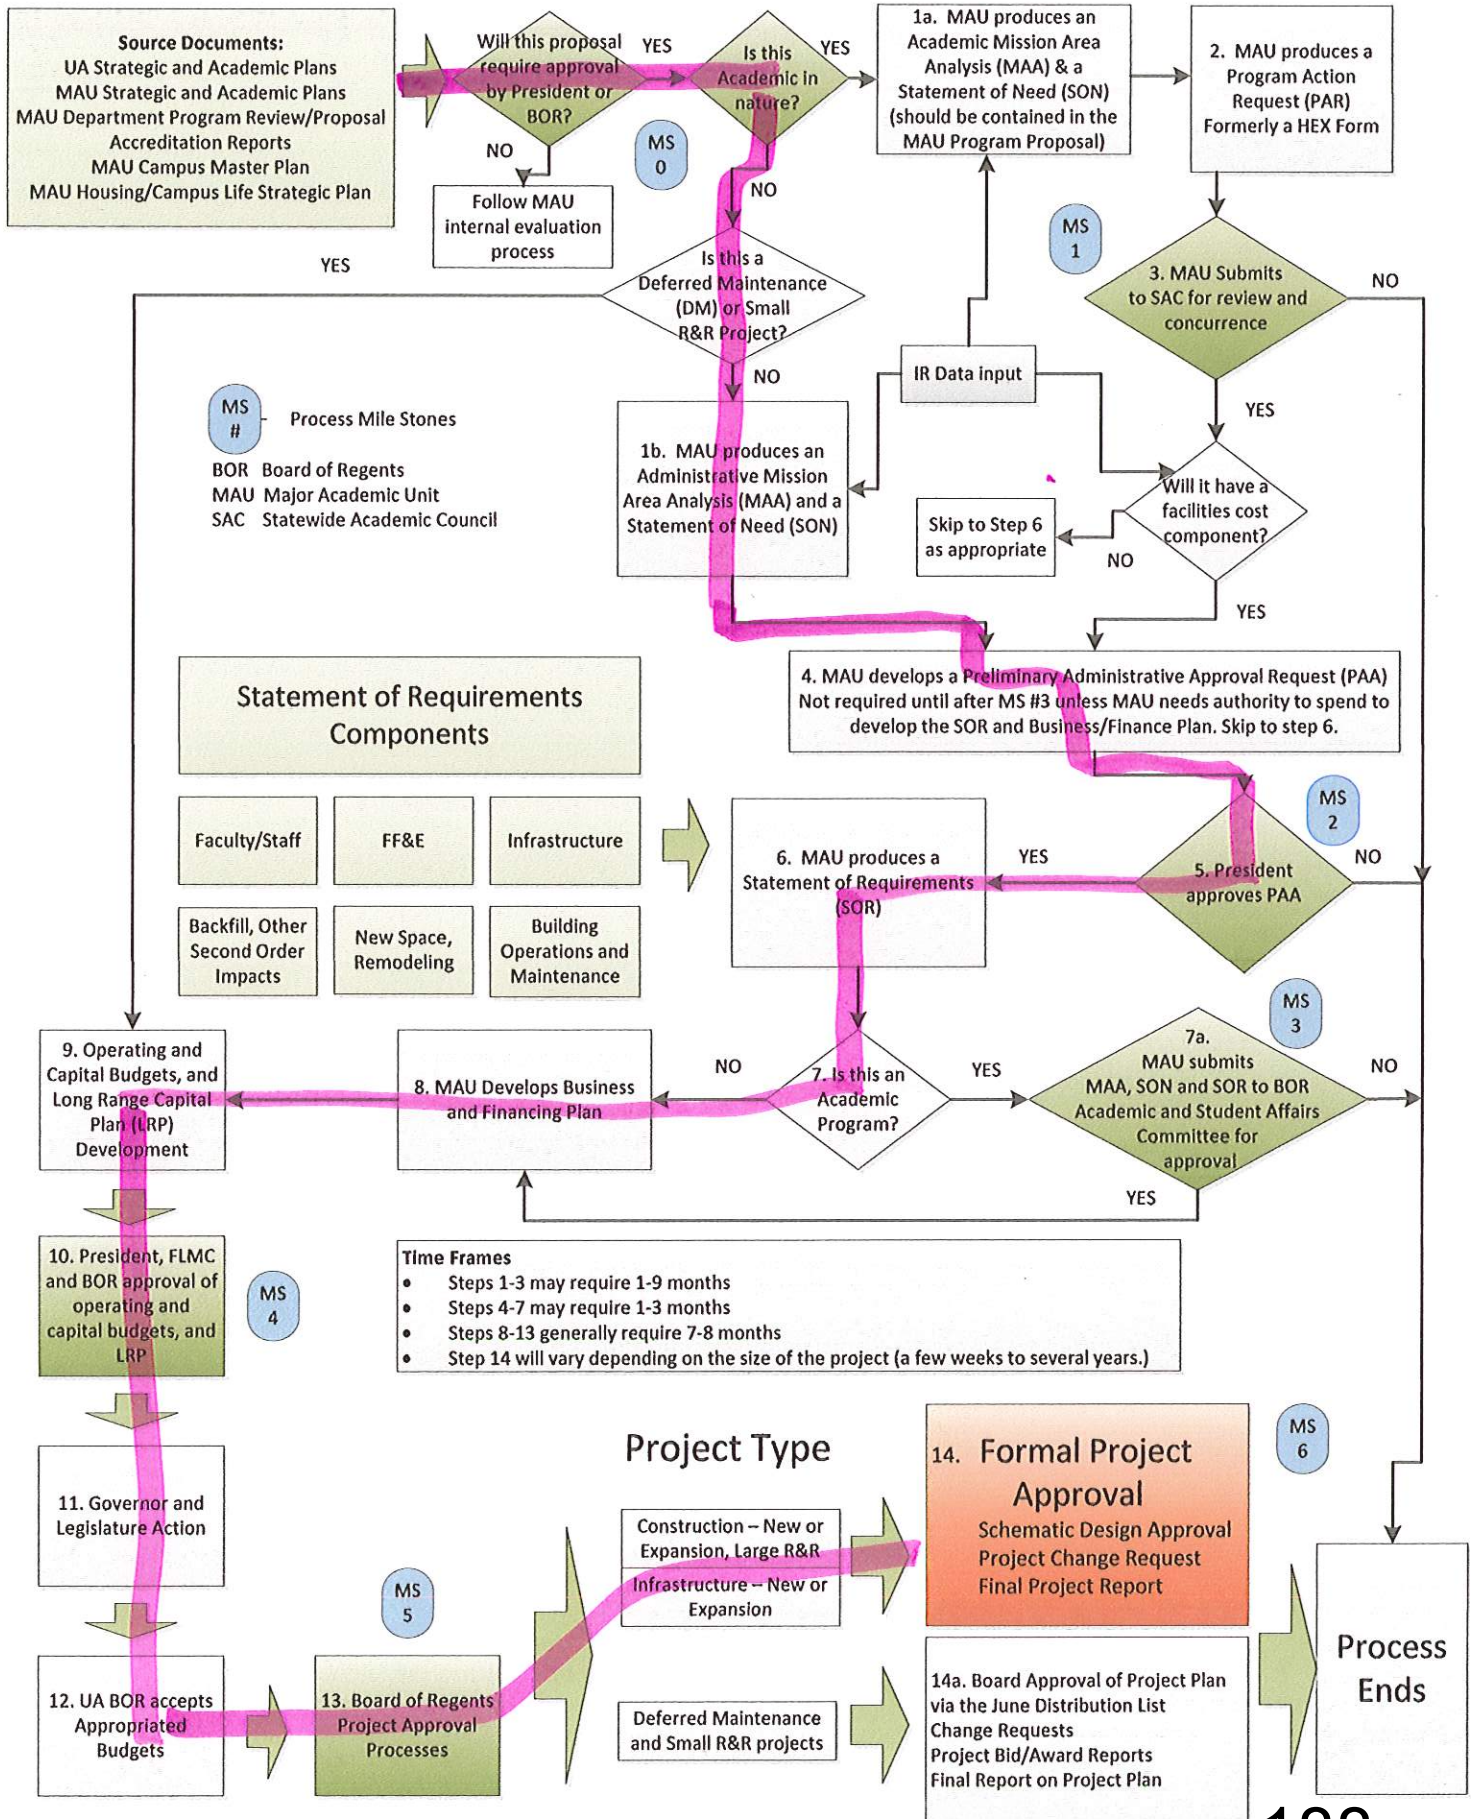 Source Documents:
UA Strategic and Academic Plans
MAU Strategic and Academic Plans
MAU Department Program Review/Proposal
Accreditation Reports
MAU Campus Master Plan
MAU Housing/Campus Life Strategic Plan
Will this proposal
require approval
by President or
BOR?
YES
Is this
Academic in
nature?
YES
1a. MAU produces an
Academic Mission Area
Analysis (MAA) & a
Statement of Need (SON)
(should be contained in the
MAU Program Proposal)
2. MAU produces a
Program Action
Request (PAR)
Formerly a HEX Form
NO
MS
0
Follow MAU
internal evaluation
process
NO
YES
Is this a
Deferred Maintenance
(DM) or Small
R&R Project?
MS
1
3. MAU Submits
to SAC for review and
concurrence
NO
NO
IR Data input
YES
MS
#
Process Mile Stones
BOR Board of Regents
MAU Major Academic Unit
SAC Statewide Academic Council
1b. MAU produces an
Administrative Mission
Area Analysis (MAA) and a
Statement of Need (SON)
Will it have a
facilities cost
component?
Skip to Step 6
as appropriate
NO
YES
4. MAU develops a Preliminary Administrative Approval Request (PAA)
Not required until after MS #3 unless MAU needs authority to spend to
develop the SOR and Business/Finance Plan. Skip to step 6.
Statement of Requirements
Components
Faculty/Staff
FF&E
Infrastructure
Backfill, Other
Second Order
Impacts
New Space,
Remodeling
Building
Operations and
Maintenance
6. MAU produces a
Statement of Requirements
(SOR)
YES
5. President
approves PAA
MS
2
NO
MS
3
9. Operating and
Capital Budgets, and
Long Range Capital
Plan (LRP)
Development
8. MAU Develops Business
and Financing Plan
NO
7. Is this an
Academic
Program?
YES
7a.
MAU submits
MAA, SON and SOR to BOR
Academic and Student Affairs
Committee for
approval
NO
YES
10. President, FLMC
and BOR approval of
operating and
capital budgets, and
LRP
MS
4
Time Frames
• Steps 1-3 may require 1-9 months
• Steps 4-7 may require 1-3 months
• Steps 8-13 generally require 7-8 months
• Step 14 will vary depending on the size of the project (a few weeks to several years.)
11. Governor and
Legislature Action
Project Type
Construction – New or
Expansion, Large R&R
Infrastructure – New or
Expansion
14. Formal Project
Approval
Schematic Design Approval
Project Change Request
Final Project Report
MS
6
MS
5
12. UA BOR accepts
Appropriated
Budgets
13. Board of Regents
Project Approval
Processes
Deferred Maintenance
and Small R&R projects
14a. Board Approval of Project Plan
via the June Distribution List
Change Requests
Project Bid/Award Reports
Final Report on Project Plan
Process
Ends